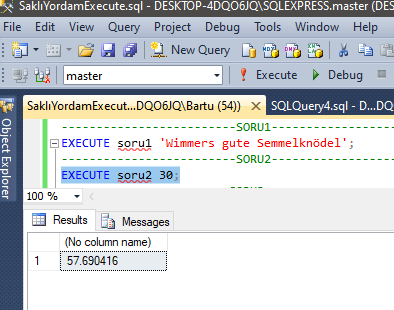 SaklıYordamExecute.sql - DESKTOP-4DQO6JQ\SQLEXPRESS.master (DES
File Edit View Query Project Debug Tools Window
New Query
master Execute Debug
SaklıYordamExecut...DQO6JQ\Bartu (54)) SQLQuery4.sql - D...D
Object Explorer
SORU1
EXECUTE soru1 'Wimmers gute Semmelknödel';
SORU2
EXECUTE soru2 30;
100 %
Results Messages
(No column name)
1 57.690416